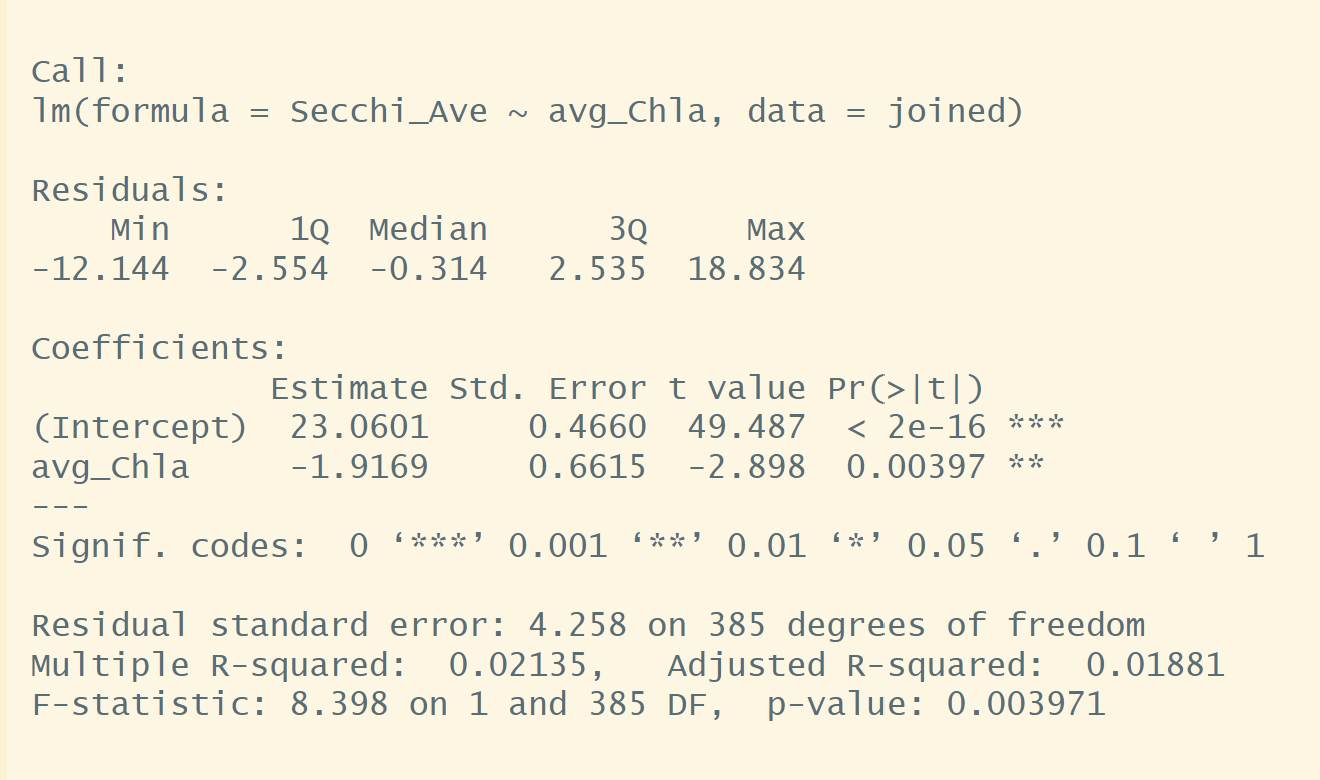 Call:
lm(formula = Secchi_Ave ~ avg_Chla, data = joined)
Residuals:
    Min      1Q  Median      3Q     Max
-12.144  -2.554  -0.314   2.535  18.834
Coefficients:
            Estimate Std. Error t value Pr(>|t|)
(Intercept)  23.0601     0.4660  49.487  < 2e-16 ***
avg_Chla     -1.9169     0.6615  -2.898  0.00397 **
---
Signif. codes:  0 ‘***’ 0.001 ‘**’ 0.01 ‘*’ 0.05 ‘.’ 0.1 ‘ ’ 1
Residual standard error: 4.258 on 385 degrees of freedom
Multiple R-squared:  0.02135,   Adjusted R-squared:  0.01881
F-statistic: 8.398 on 1 and 385 DF,  p-value: 0.003971